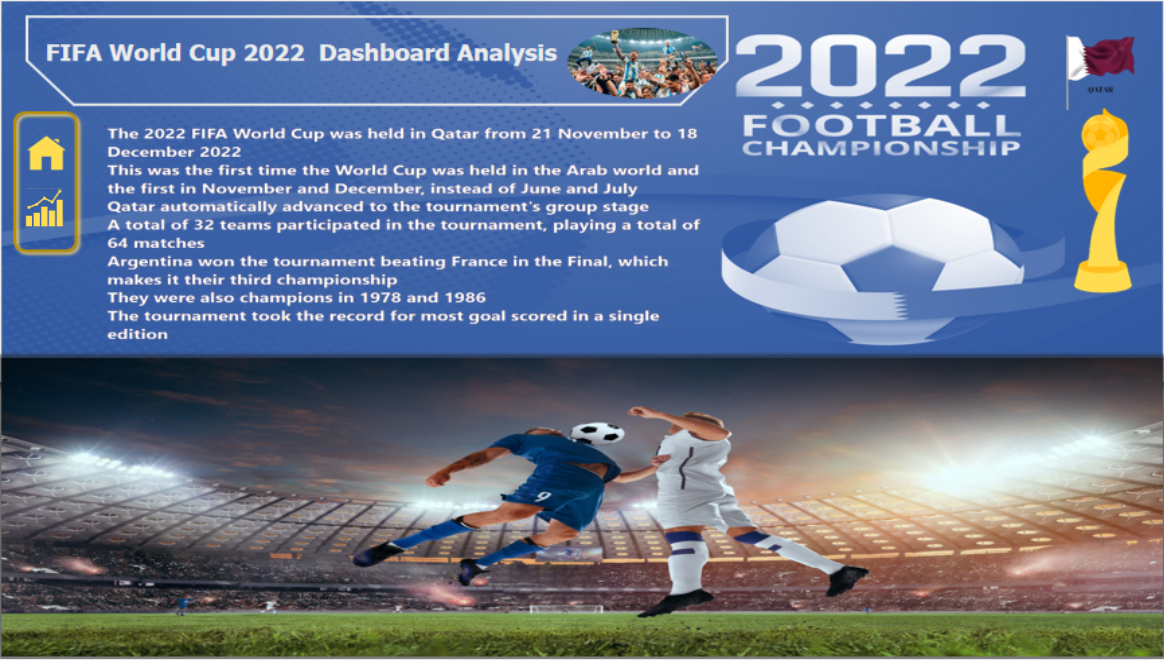 FIFA World Cup 2022 Dashboard Analysis
2022
FOOTBALL
CHAMPIONSHIP
QATAR
The 2022 FIFA World Cup was held in Qatar from 21 November to 18
December 2022
This was the first time the World Cup was held in the Arab world and
the first in November and December, instead of June and July
Qatar automatically advanced to the tournament's group stage
A total of 32 teams participated in the tournament, playing a total of
64 matches
Argentina won the tournament beating France in the Final, which
makes it their third championship
They were also champions in 1978 and 1986
The tournament took the record for most goal scored in a single
edition
9